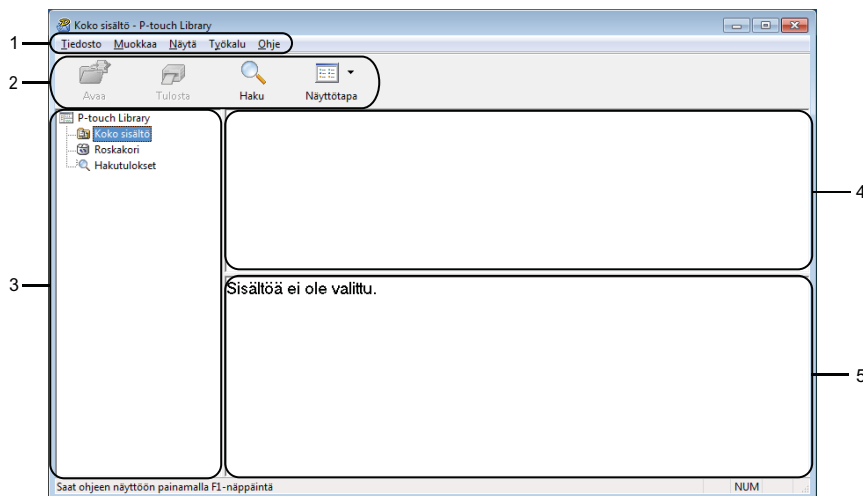 Koko sisältö - P-touch Library
1
Tiedosto Muokkaa Näytä Työkalu Ohje
2
Avaa Tulosta Haku Näyttötapa
P-touch Library
Koko sisältö
Roskakori
Hakutulokset
4
3
Sisältöä ei ole valittu.
5
Saat ohjeen näyttöön painamalla F1-näppäintä NUM